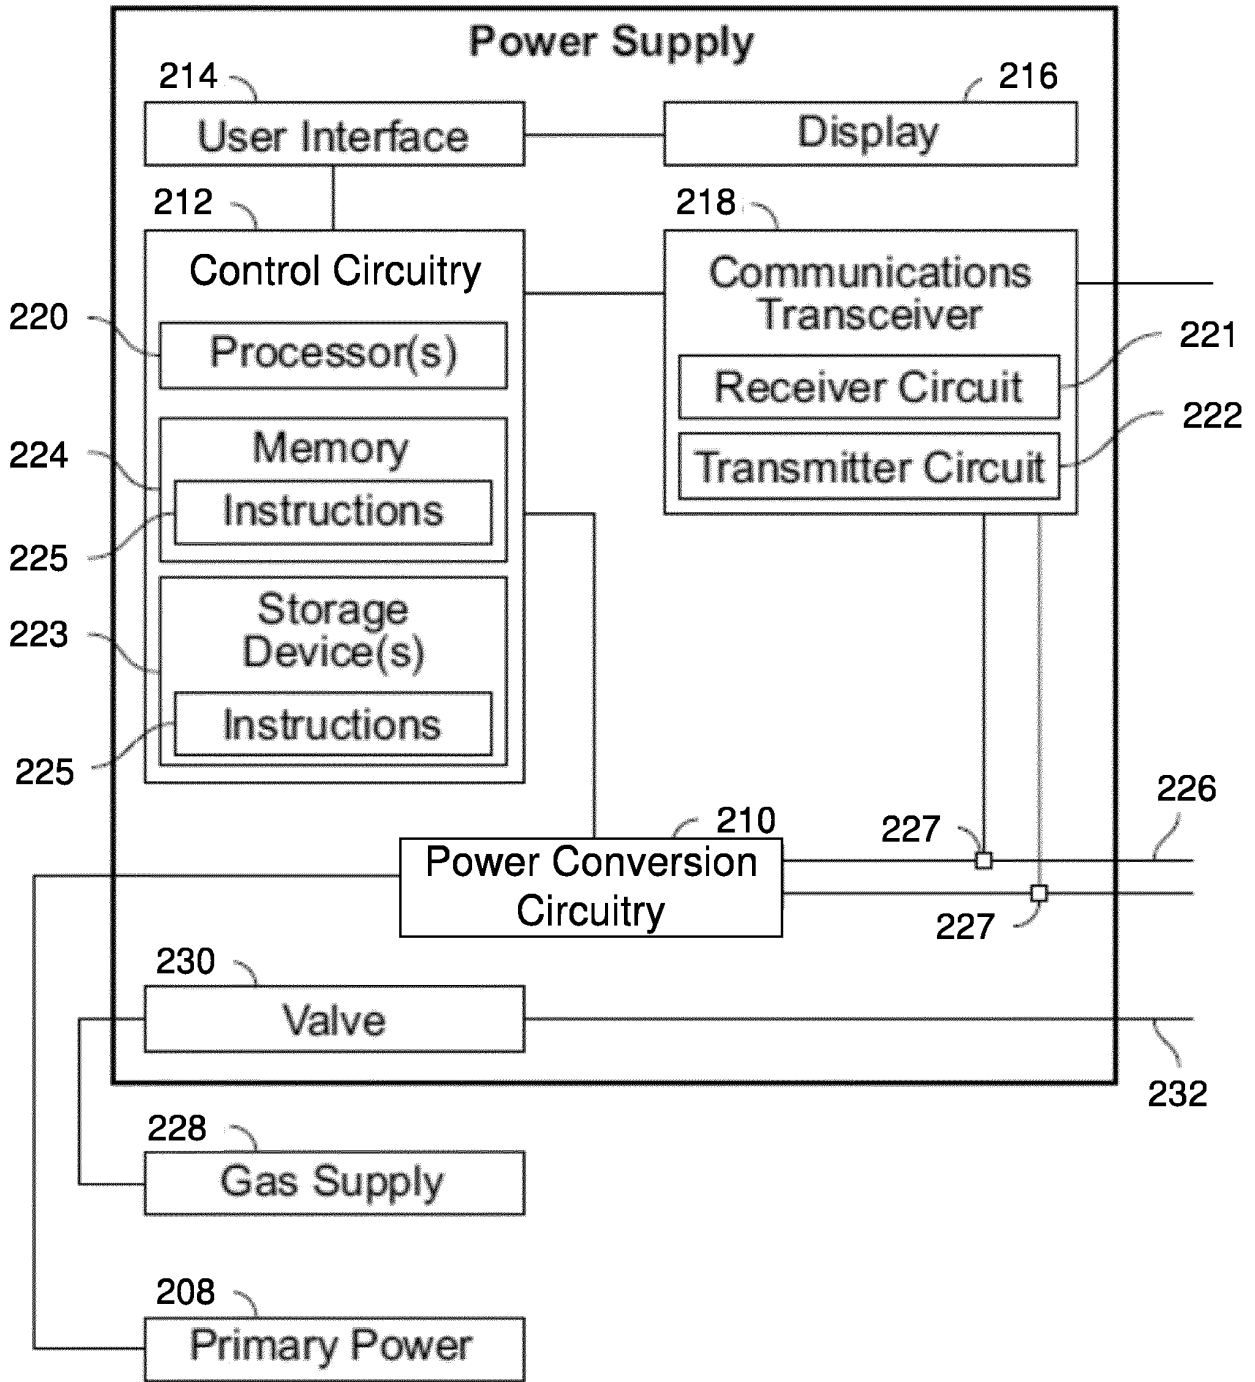 Power Supply
214
216
User Interface
Display
212
218
Control Circuitry
Communications
Transceiver
220
Processor(s)
221
Receiver Circuit
222
Transmitter Circuit
224
Memory
Instructions
225
Storage
Device(s)
223
Instructions
225
210
227
226
Power Conversion
Circuitry
227
230
Valve
232
228
Gas Supply
208
Primary Power